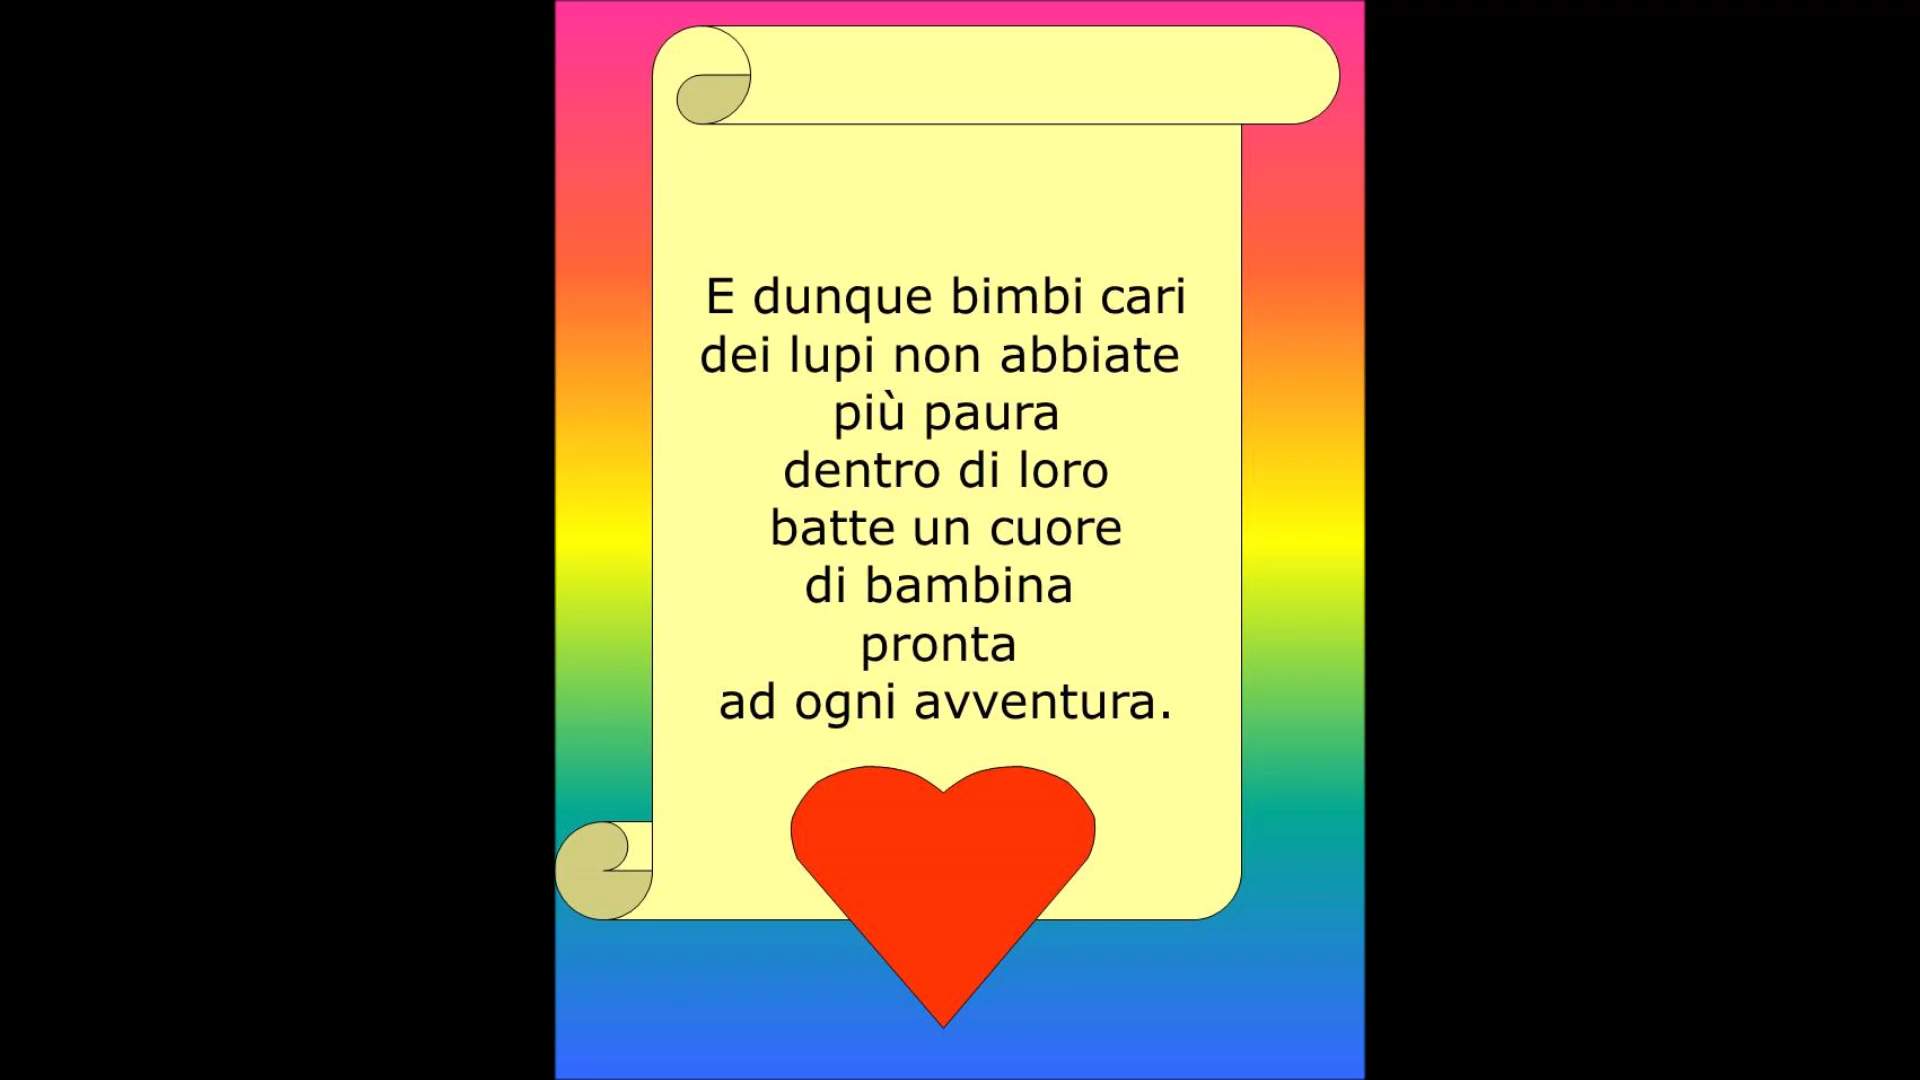 E dunque bimbi cari
dei lupi non abbiate
più paura
dentro di loro
batte un cuore
di bambina
pronta
ad ogni avventura.